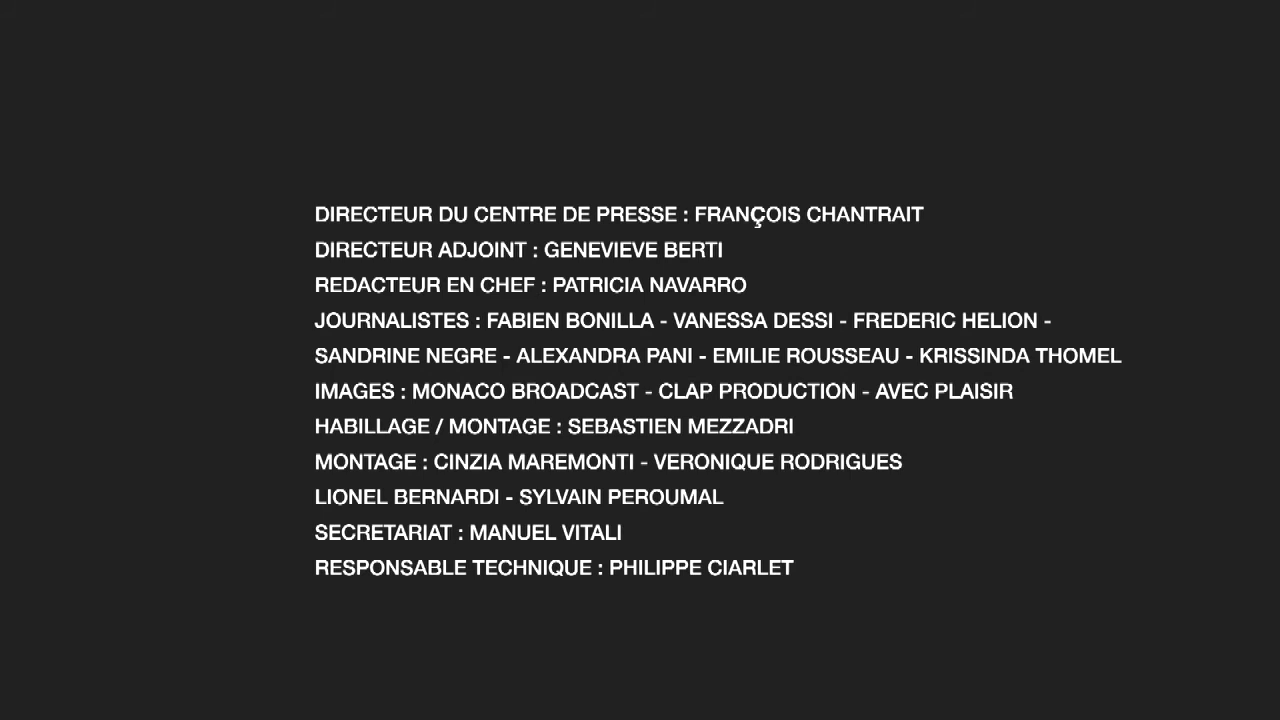 DIRECTEUR DU CENTRE DE PRESSE : FRANÇOIS CHANTRAIT
DIRECTEUR ADJOINT : GENEVIEVE BERTI
REDACTEUR EN CHEF : PATRICIA NAVARRO
JOURNALISTES : FABIEN BONILLA - VANESSA DESSI - FREDERIC HELION -
SANDRINE NEGRE - ALEXANDRA PANI - EMILIE ROUSSEAU - KRISSINDA THOMEL
IMAGES : MONACO BROADCAST - CLAP PRODUCTION - AVEC PLAISIR
HABILLAGE / MONTAGE : SEBASTIEN MEZZADRI
MONTAGE : CINZIA MAREMONTI - VERONIQUE RODRIGUES
LIONEL BERNARDI - SYLVAIN PEROUMAL
SECRETARIAT : MANUEL VITALI
RESPONSABLE TECHNIQUE : PHILIPPE CIARLET